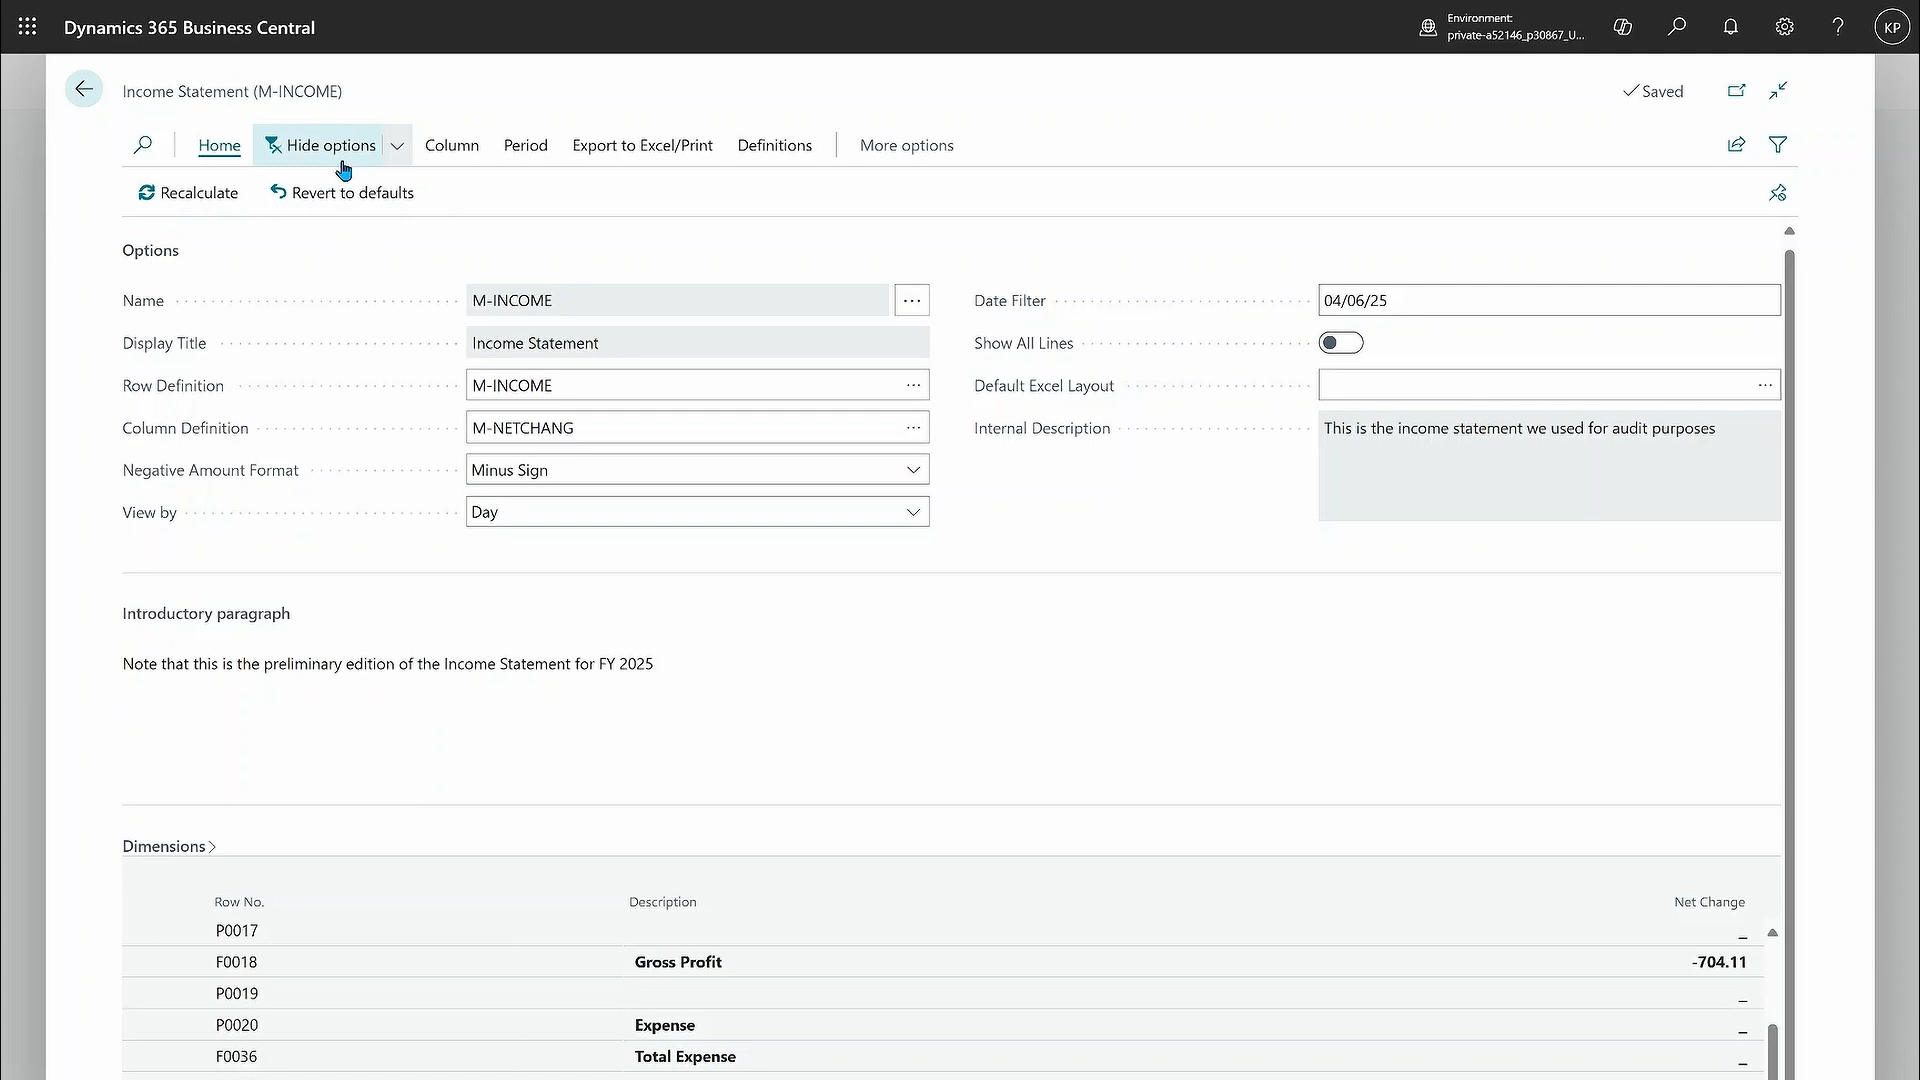 Dynamics 365 Business Central
Environment:
private-a52146_p30867_U...
KP
Income Statement (M-INCOME)
Saved
Home
Hide options
Column
Period
Export to Excel/Print
Definitions
More options
Recalculate
Revert to defaults
Options
Name M-INCOME
Display Title Income Statement
Row Definition M-INCOME
Column Definition M-NETCHANG
Negative Amount Format Minus Sign
View by Day
Date Filter 04/06/25
Show All Lines
Default Excel Layout
Internal Description This is the income statement we used for audit purposes
Introductory paragraph
Note that this is the preliminary edition of the Income Statement for FY 2025
Dimensions
Row No. Description Net Change
P0017 _
F0018 Gross Profit -704.11
P0019 _
P0020 Expense _
F0036 Total Expense _